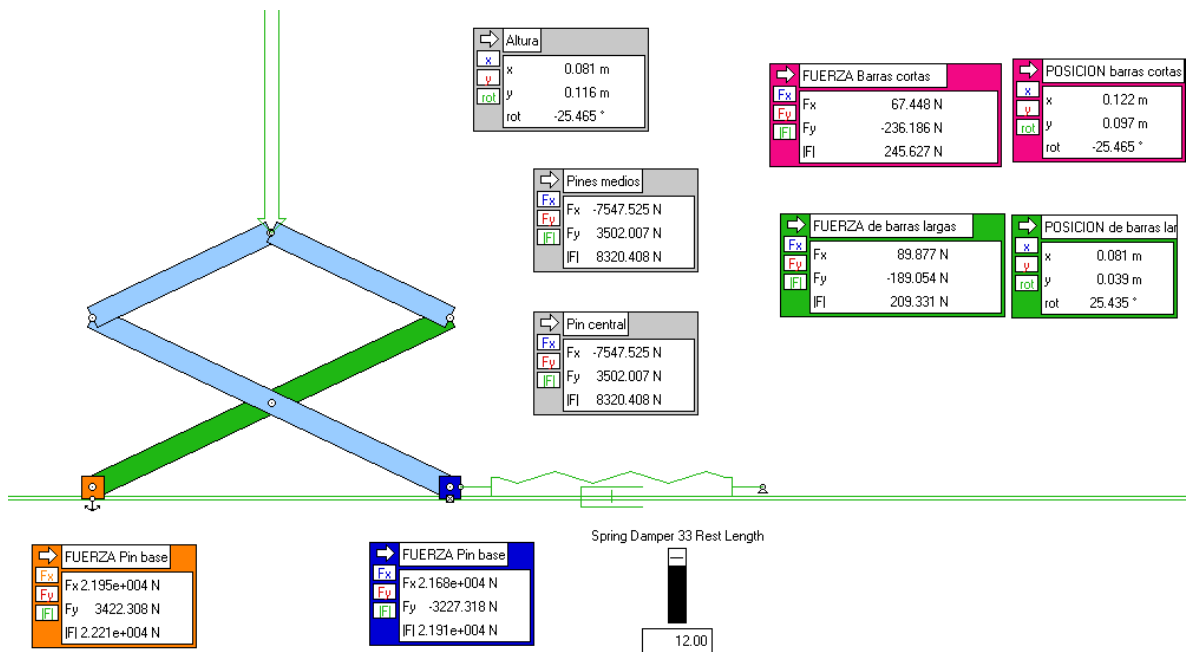 Altura
x
y
rot
x 0.081 m
y 0.116 m
rot -25.465 °
FUERZA Barras cortas
Fx
Fy
|F|
Fx 67.448 N
Fy -236.186 N
|F| 245.627 N
POSICION barras cortas
x
y
rot
x 0.122 m
y 0.097 m
rot -25.465 °
Pines medios
Fx
Fy
|F|
Fx -7547.525 N
Fy 3502.007 N
|F| 8320.408 N
FUERZA de barras largas
Fx
Fy
|F|
Fx 89.877 N
Fy -189.054 N
|F| 209.331 N
POSICION de barras lar
x
y
rot
x 0.081 m
y 0.039 m
rot 25.435 °
Pin central
Fx
Fy
|F|
Fx -7547.525 N
Fy 3502.007 N
|F| 8320.408 N
FUERZA Pin base
Fx
Fy
|F|
Fx 2.195e+004 N
Fy 3422.308 N
|F| 2.221e+004 N
FUERZA Pin base
Fx
Fy
|F|
Fx 2.168e+004 N
Fy -3227.318 N
|F| 2.191e+004 N
Spring Damper 33 Rest Length
12.00